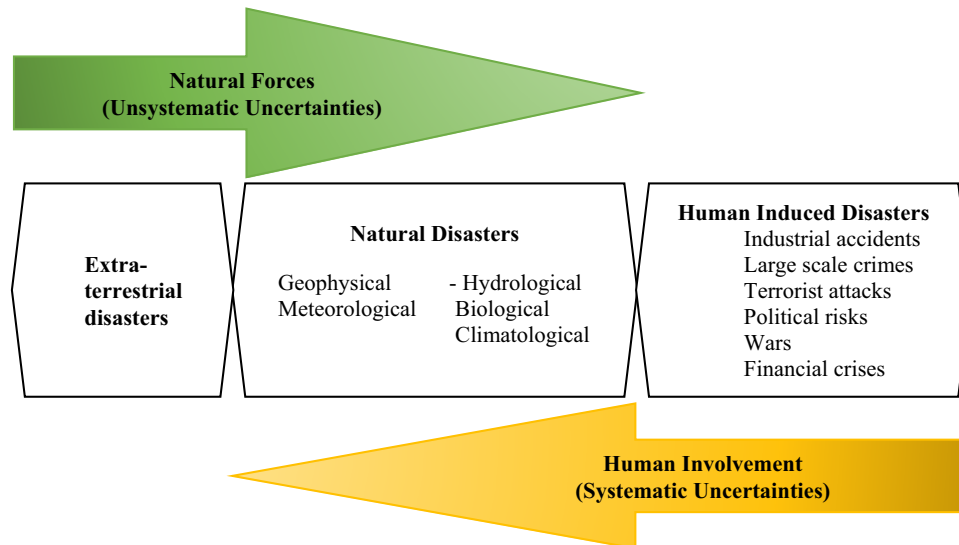 Natural Forces
(Unsystematic Uncertainties)
Extra-
terrestrial
disasters
Natural Disasters
Geophysical
Meteorological
- Hydrological
Biological
Climatological
Human Induced Disasters
Industrial accidents
Large scale crimes
Terrorist attacks
Political risks
Wars
Financial crises
Human Involvement
(Systematic Uncertainties)